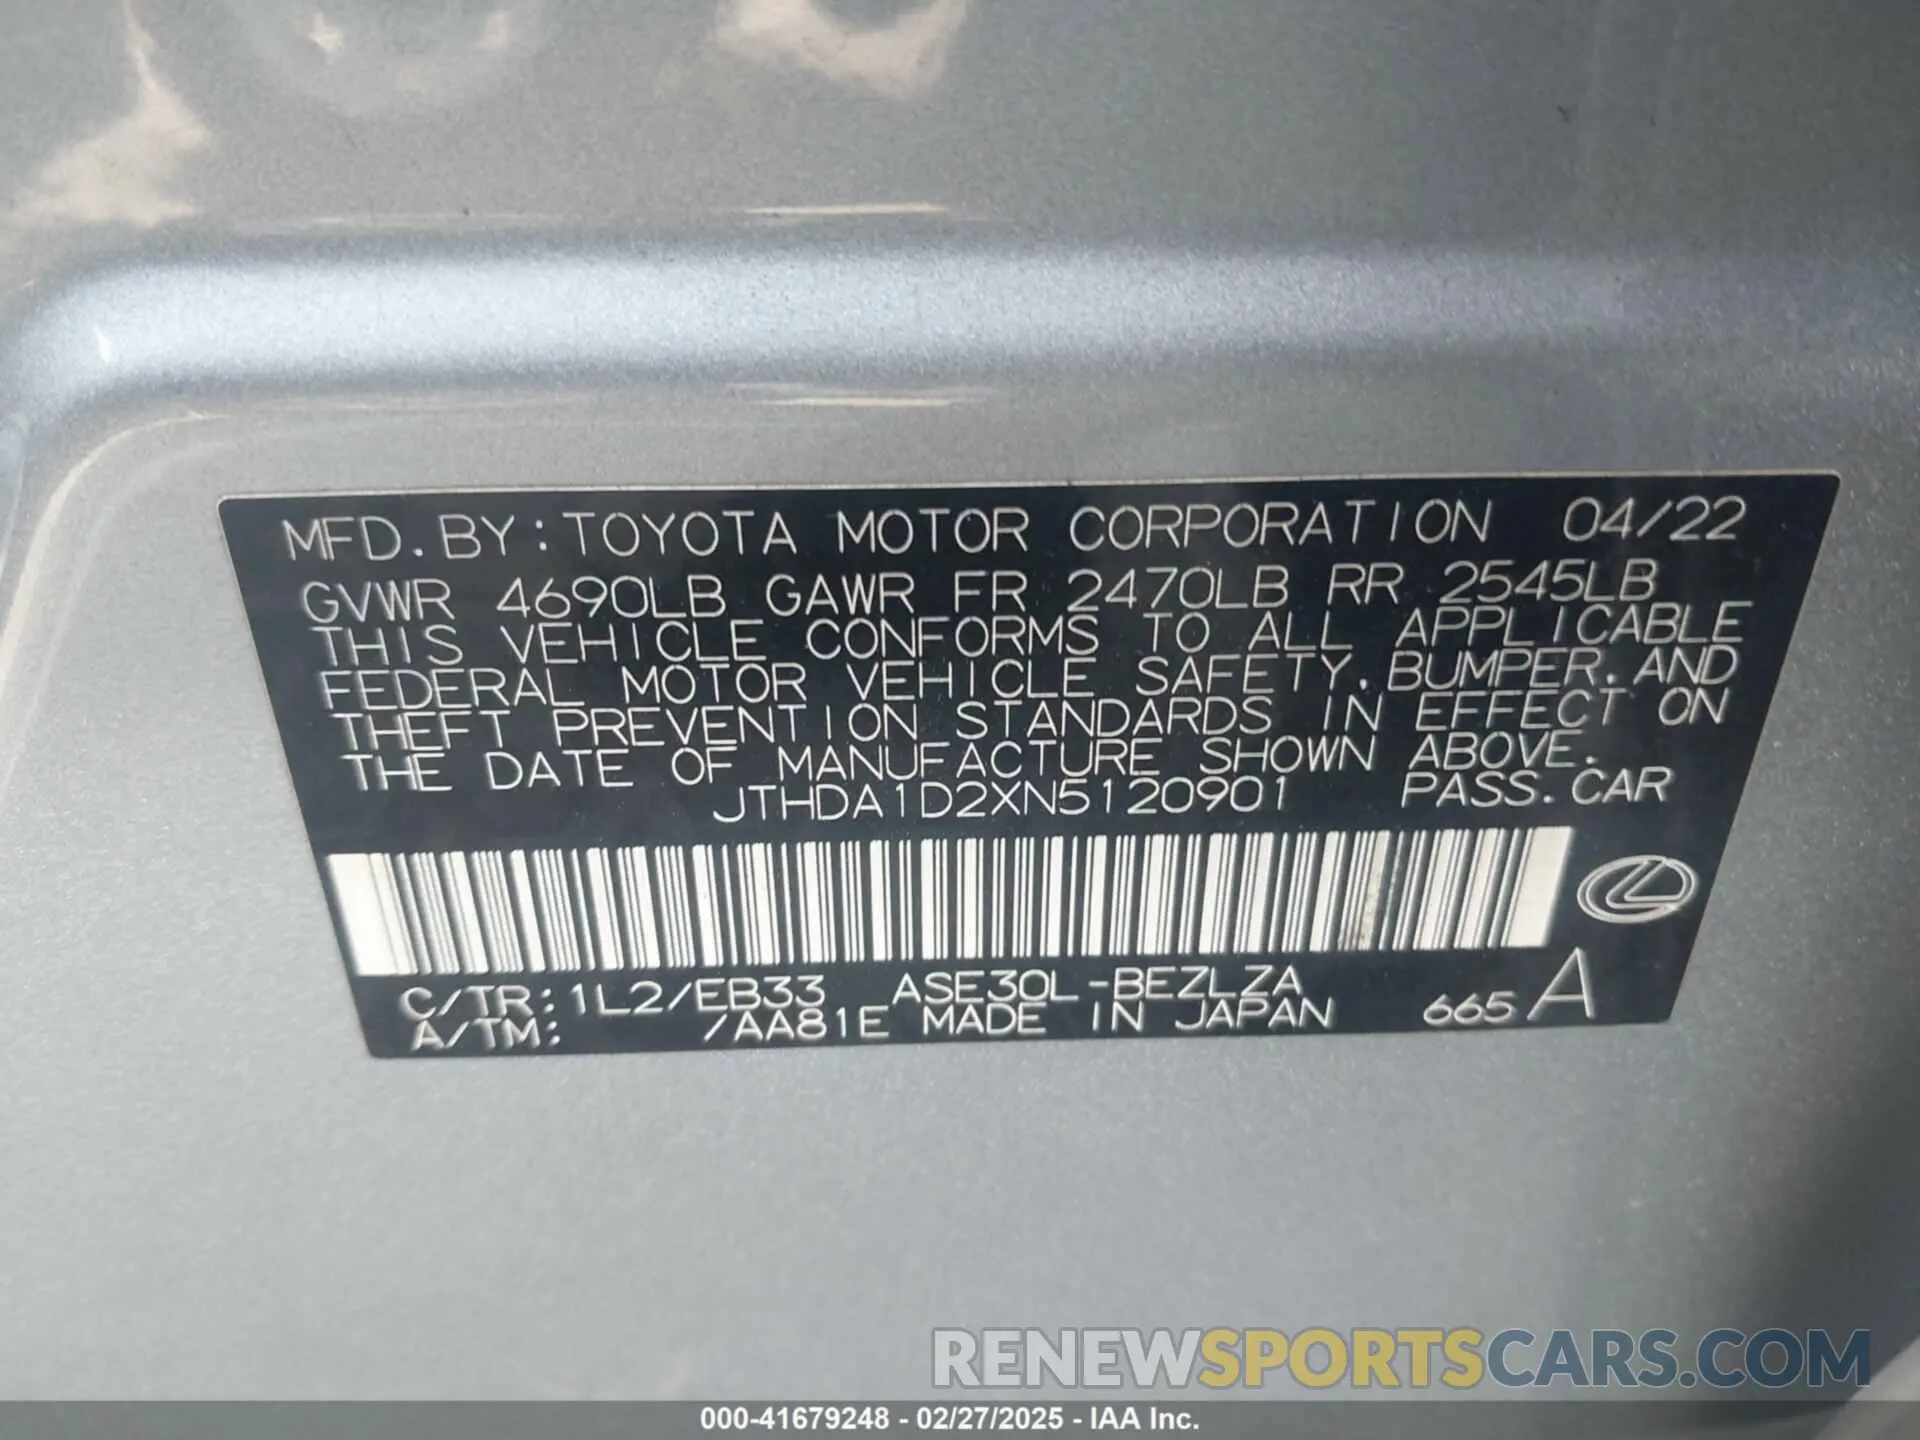 MFD. BY: TOYOTA MOTOR CORPORATION 04/22
GVWR 4690LB GAWR FR 2470LB RR 2545LB
THIS VEHICLE CONFORMS TO ALL APPLICABLE
FEDERAL MOTOR VEHICLE SAFETY, BUMPER, AND
THEFT PREVENTION STANDARDS IN EFFECT ON
THE DATE OF MANUFACTURE SHOWN ABOVE.
JTHDA1D2XN5120901 PASS. CAR
C/TR: 1L2/EB33 ASE30L-BEZLZA
A/TM: /AA81E MADE IN JAPAN 665 A
RENEWSPORTSCARS.COM
000-41679248 - 02/27/2025 - IAA Inc.